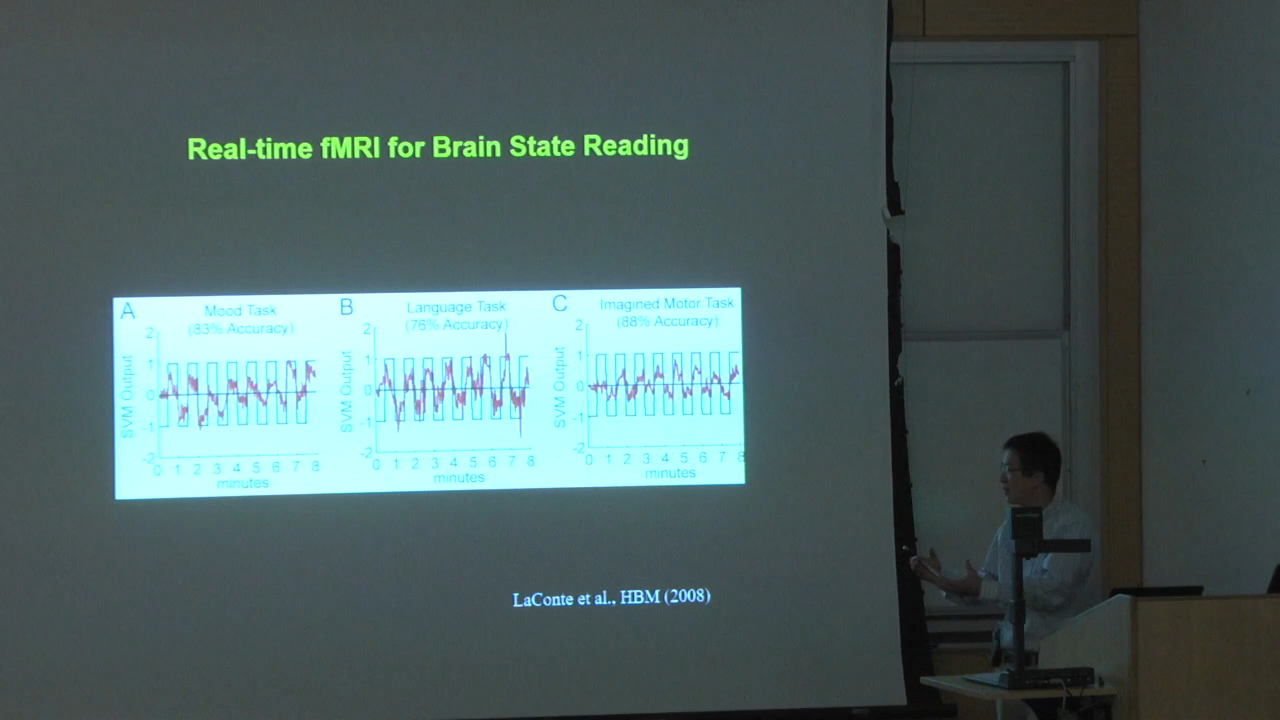 Real-time fMRI for Brain State Reading
A
Mood Task
(83% Accuracy)
2
1
0
-1
-2
SVM Output
0 1 2 3 4 5 6 7 8
minutes
B
Language Task
(76% Accuracy)
2
1
0
-1
-2
SVM Output
0 1 2 3 4 5 6 7 8
minutes
C
Imagined Motor Task
(88% Accuracy)
2
1
0
-1
-2
SVM Output
0 1 2 3 4 5 6 7 8
minutes
LaConte et al., HBM (2008)